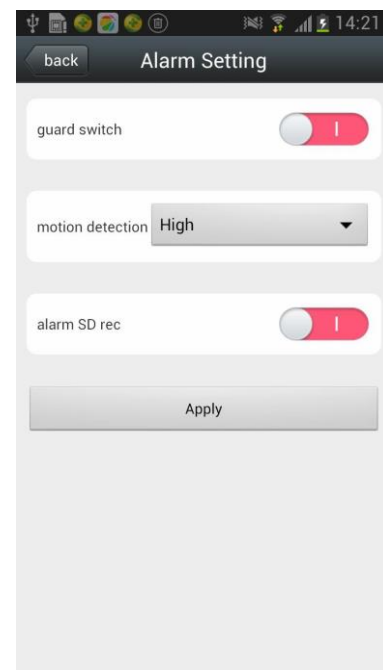 14:21
back
Alarm Setting
guard switch
I
motion detection
High
alarm SD rec
I
Apply